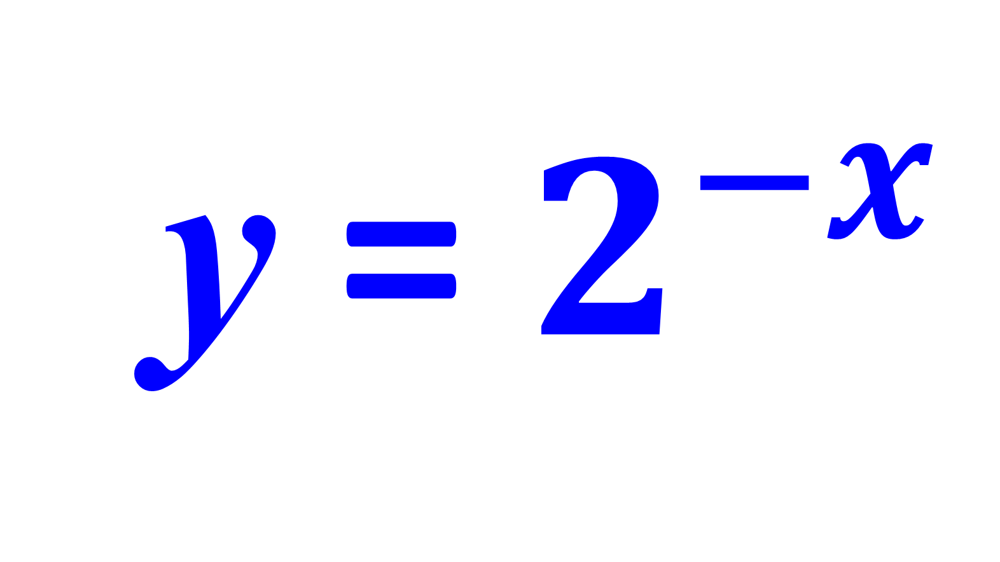 y = 2⁻ˣ